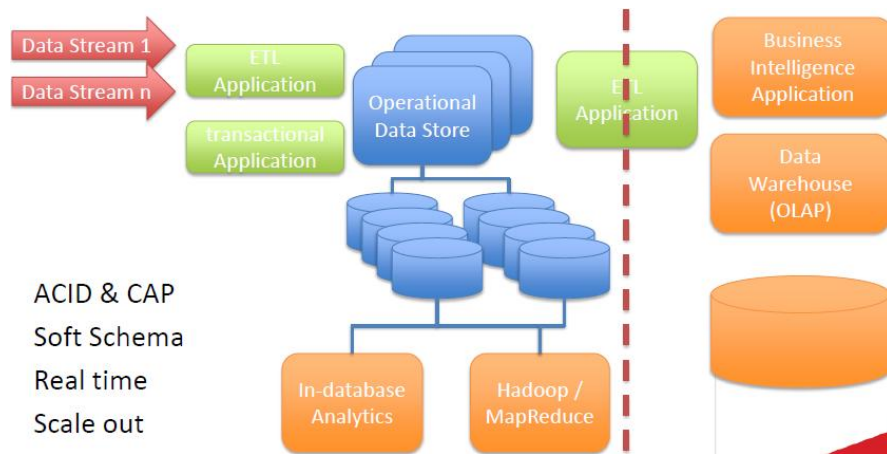 Data Stream 1
Data Stream n
ETL
Application
transactional
Application
Operational
Data Store
ETL
Application
Business
Intelligence
Application
Data
Warehouse
(OLAP)
ACID & CAP
Soft Schema
Real time
Scale out
In-database
Analytics
Hadoop /
MapReduce